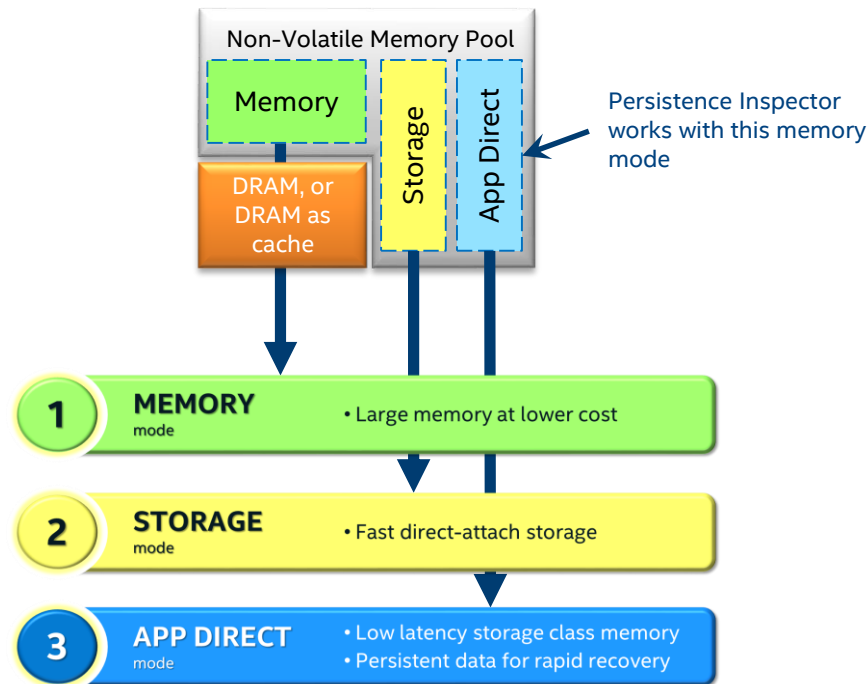 Non-Volatile Memory Pool
Memory
Storage
App Direct
Persistence Inspector
works with this memory
mode
DRAM, or
DRAM as
cache
1
MEMORY
mode
• Large memory at lower cost
2
STORAGE
mode
• Fast direct-attach storage
3
APP DIRECT
mode
• Low latency storage class memory
• Persistent data for rapid recovery